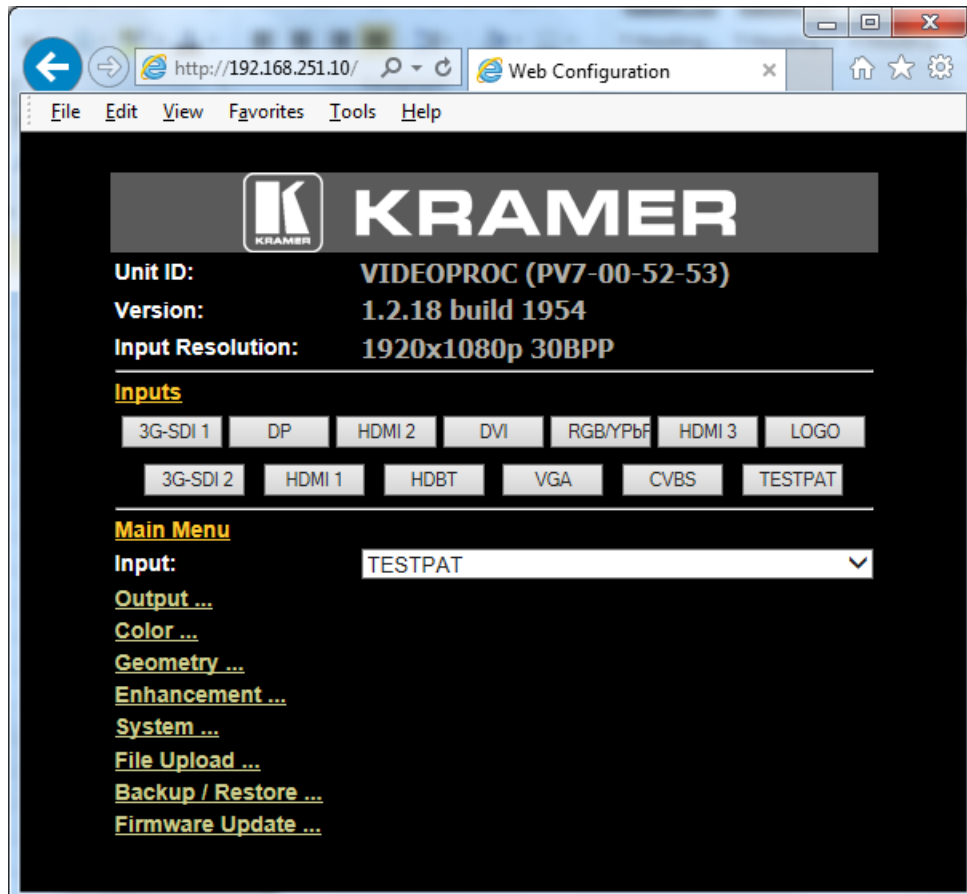 http://192.168.251.10/
Web Configuration
File Edit View Favorites Tools Help
KRAMER
KRAMER
Unit ID: VIDEOPROC (PV7-00-52-53)
Version: 1.2.18 build 1954
Input Resolution: 1920x1080p 30BPP
Inputs
3G-SDI 1 DP HDMI 2 DVI RGB/YPbF HDMI 3 LOGO
3G-SDI 2 HDMI 1 HDBT VGA CVBS TESTPAT
Main Menu
Input: TESTPAT
Output ...
Color ...
Geometry ...
Enhancement ...
System ...
File Upload ...
Backup / Restore ...
Firmware Update ...